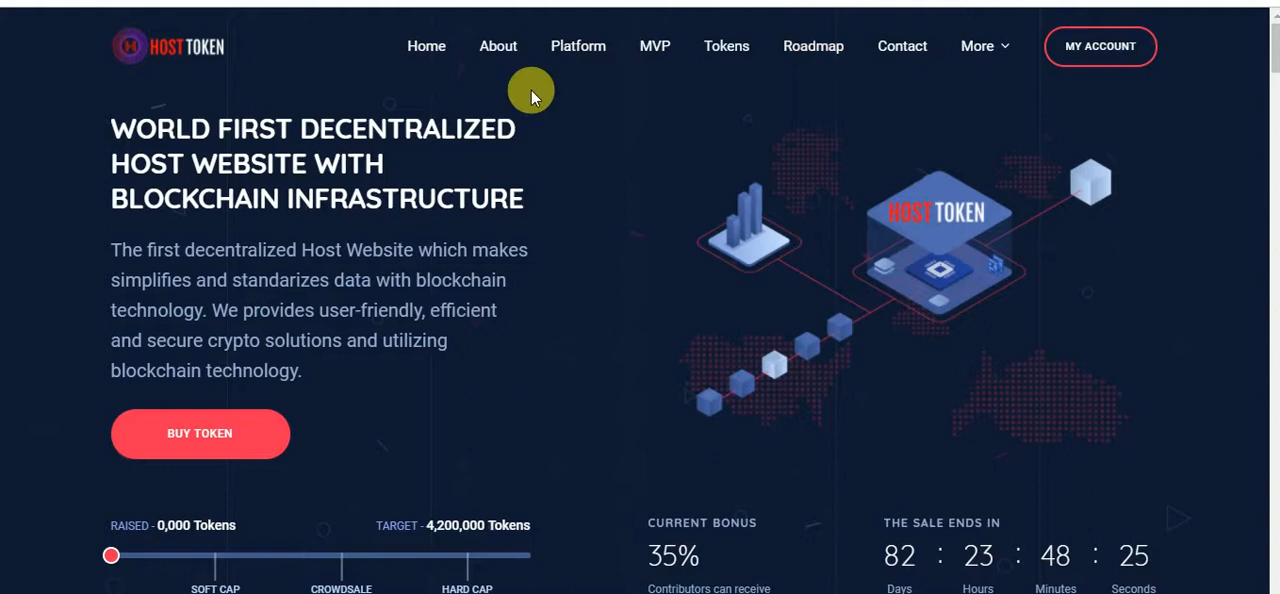 HOST TOKEN
Home About Platform MVP Tokens Roadmap Contact More MY ACCOUNT
WORLD FIRST DECENTRALIZED
HOST WEBSITE WITH
BLOCKCHAIN INFRASTRUCTURE
The first decentralized Host Website which makes
simplifies and standarizes data with blockchain
technology. We provides user-friendly, efficient
and secure crypto solutions and utilizing
blockchain technology.
BUY TOKEN
HOST TOKEN
RAISED - 0,000 Tokens TARGET - 4,200,000 Tokens
SOFT CAP CROWDSALE HARD CAP
CURRENT BONUS
35%
Contributors can receive
THE SALE ENDS IN
82 : 23 : 48 : 25
Days Hours Minutes Seconds